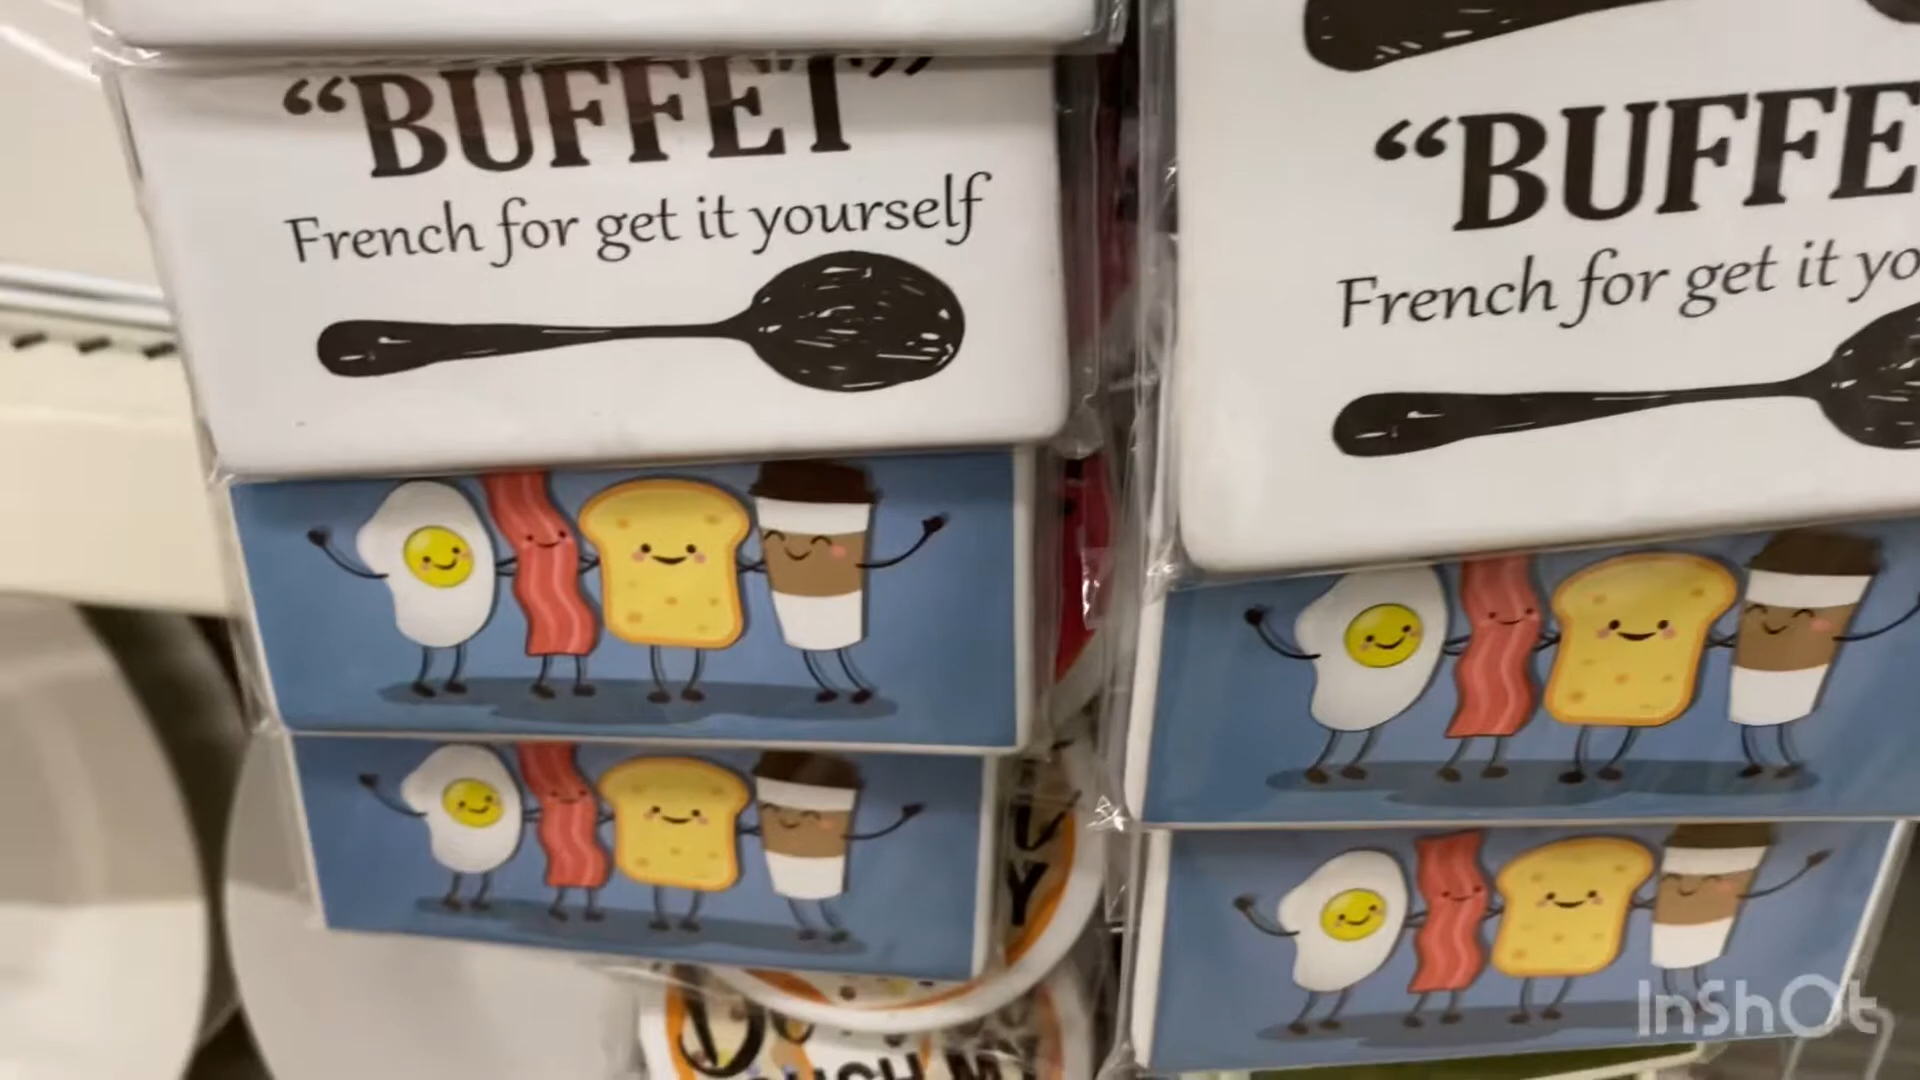 “BUFFET”
French for get it yourself
“BUFFE
French for get it yo
InShOt